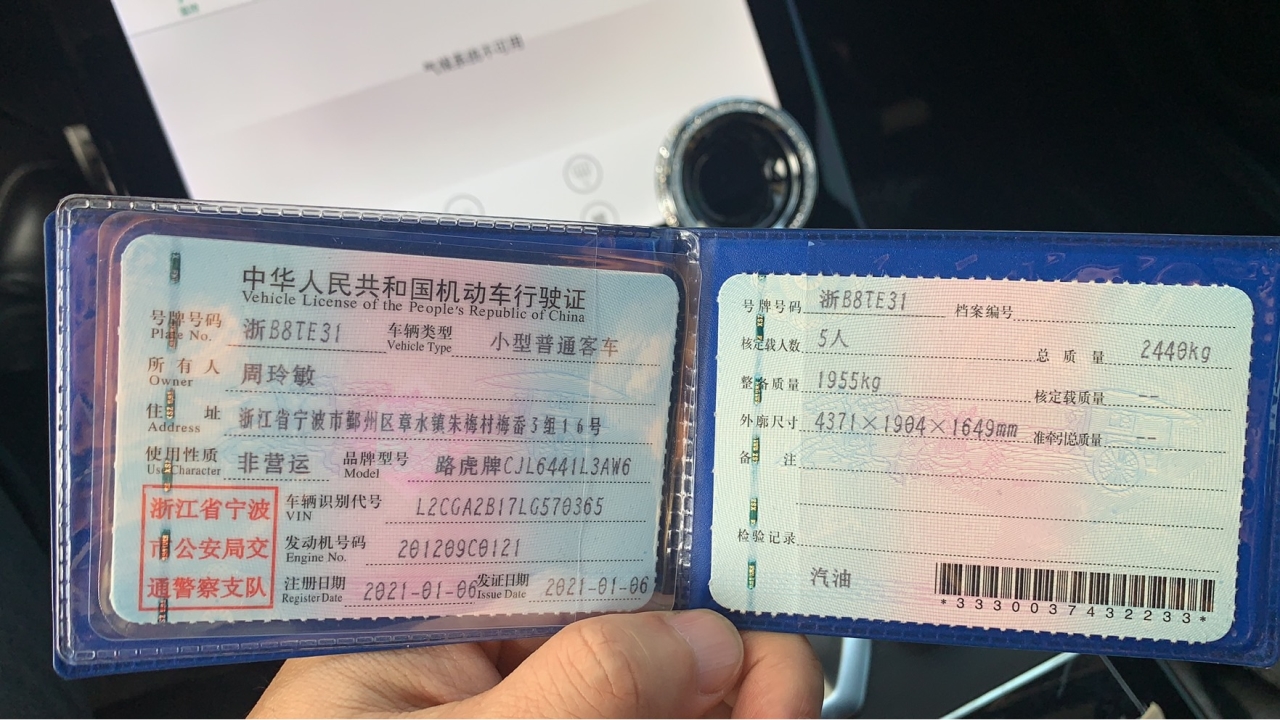 气候系统不可用
中华人民共和国机动车行驶证
Vehicle License of the People's Republic of China
号牌号码 浙B8TE31 车辆类型 小型普通客车
Plate No. Vehicle Type
所有人 周玲敏
Owner
住址 浙江省宁波市鄞州区章水镇朱梅村梅畨3组16号
Address
使用性质 非营运 品牌型号 路虎牌CJL6441L3AW6
Use Character Model
浙江省宁波
市公安局交
通警察支队
车辆识别代号 L2CGA2B17LG570365
VIN
发动机号码 201209C0121
Engine No.
注册日期 2021-01-06 发证日期 2021-01-06
Register Date Issue Date
号牌号码 浙B8TE31 档案编号
核定载人数 5人 总质量 2440kg
整备质量 1955kg 核定载质量 --
外廓尺寸 4371×1904×1649mm 准牵引总质量 --
备注
检验记录
汽油
*3330037432233*